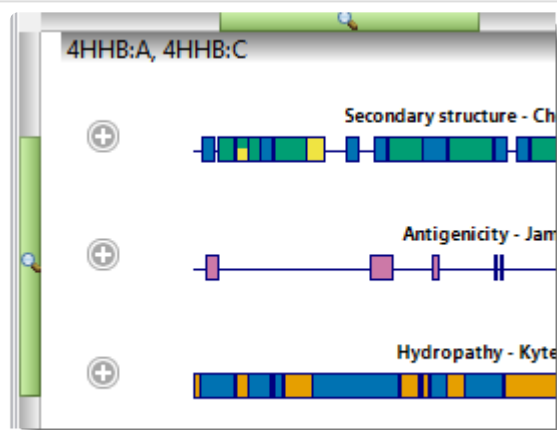 4HHB:A, 4HHB:C
Secondary structure - Ch
Antigenicity - Jam
Hydropathy - Kyte